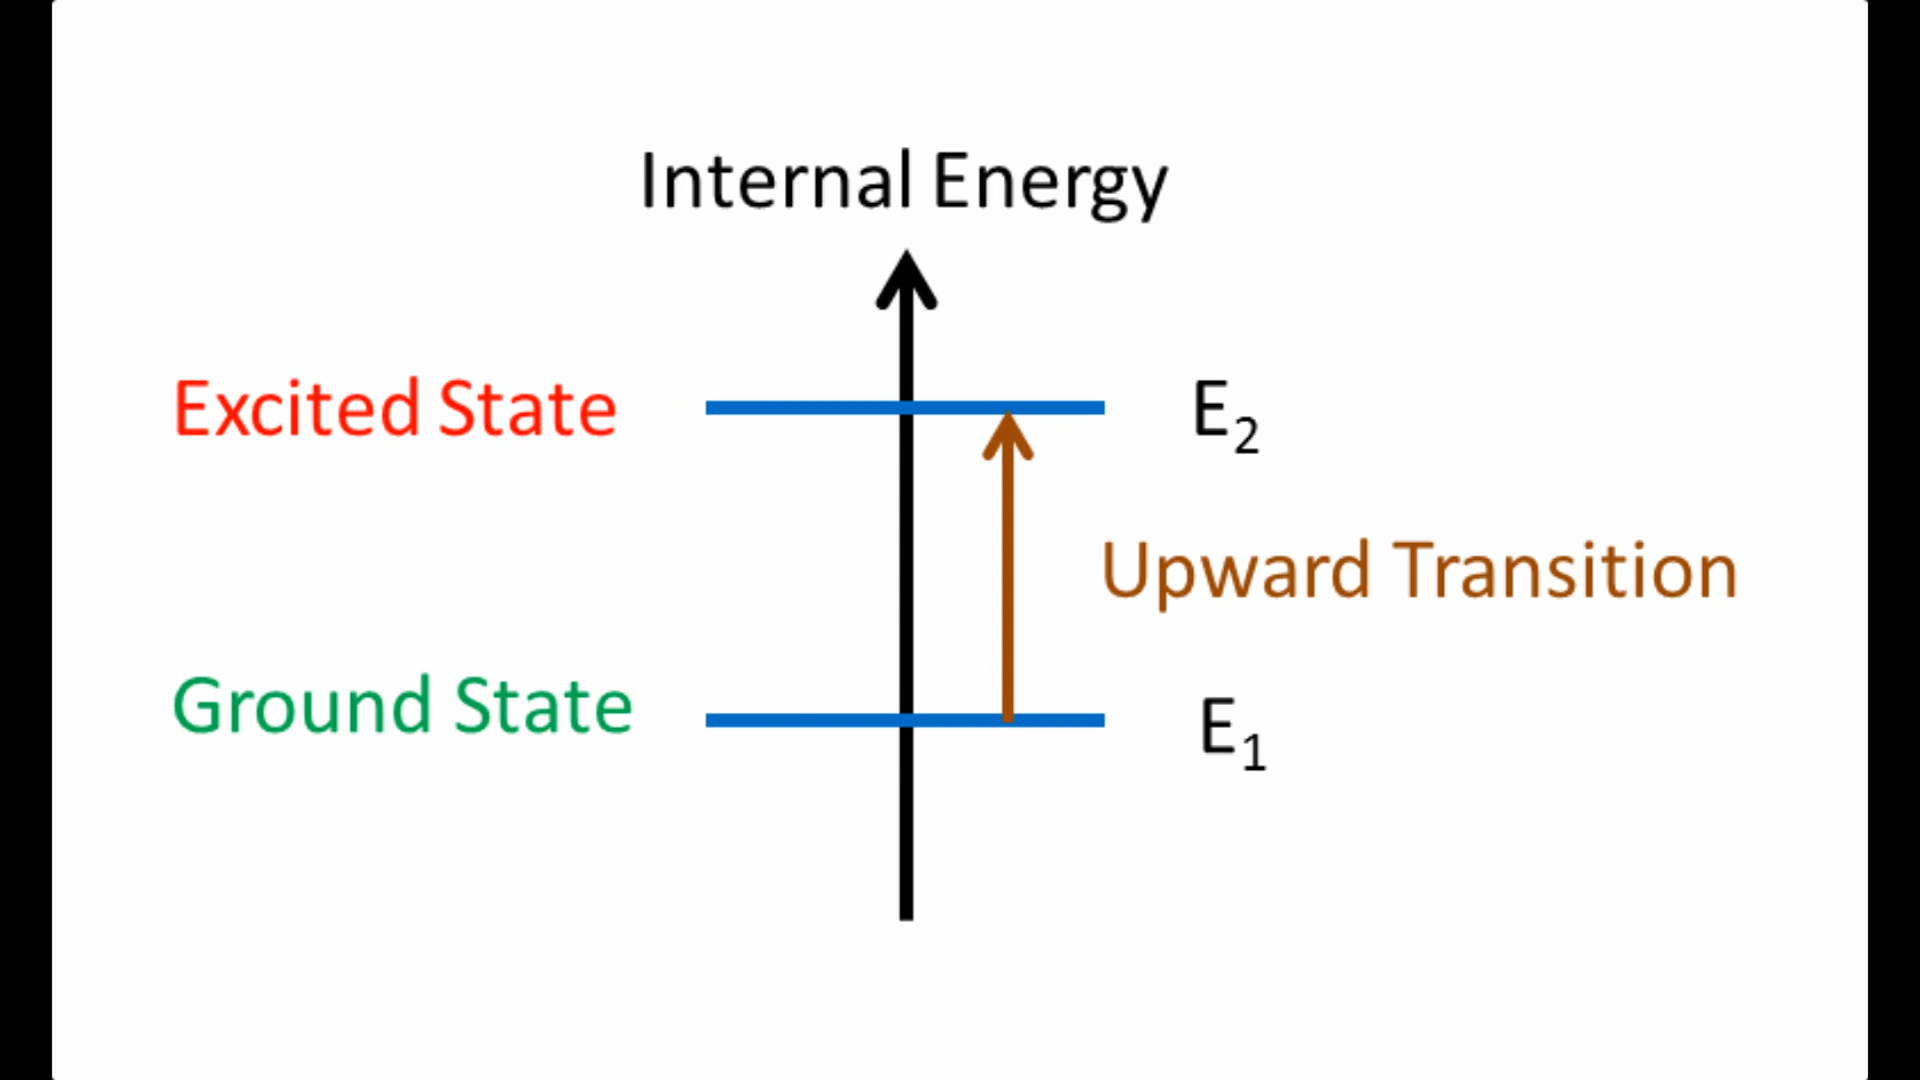 Internal Energy
Excited State
E₂
Upward Transition
Ground State
E₁